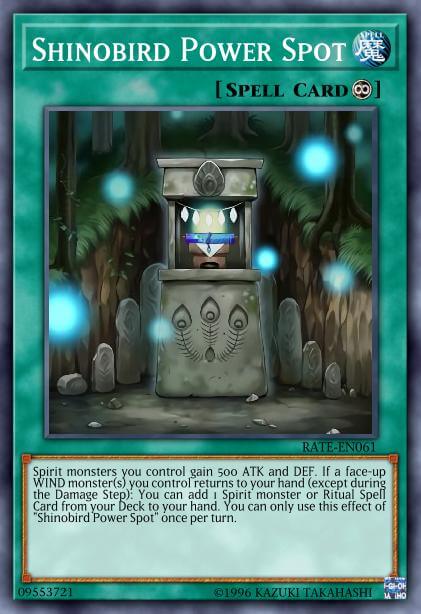 SHINOBIRD POWER SPOT
SPELL
魔
[SPELL CARD]
RATE-EN061
Spirit monsters you control gain 500 ATK and DEF. If a face-up
WIND monster(s) you control returns to your hand (except during
the Damage Step): You can add 1 Spirit monster or Ritual Spell
Card from your Deck to your hand. You can only use this effect of
"Shinobird Power Spot" once per turn.
09553721
©1996 KAZUKI TAKAHASHI